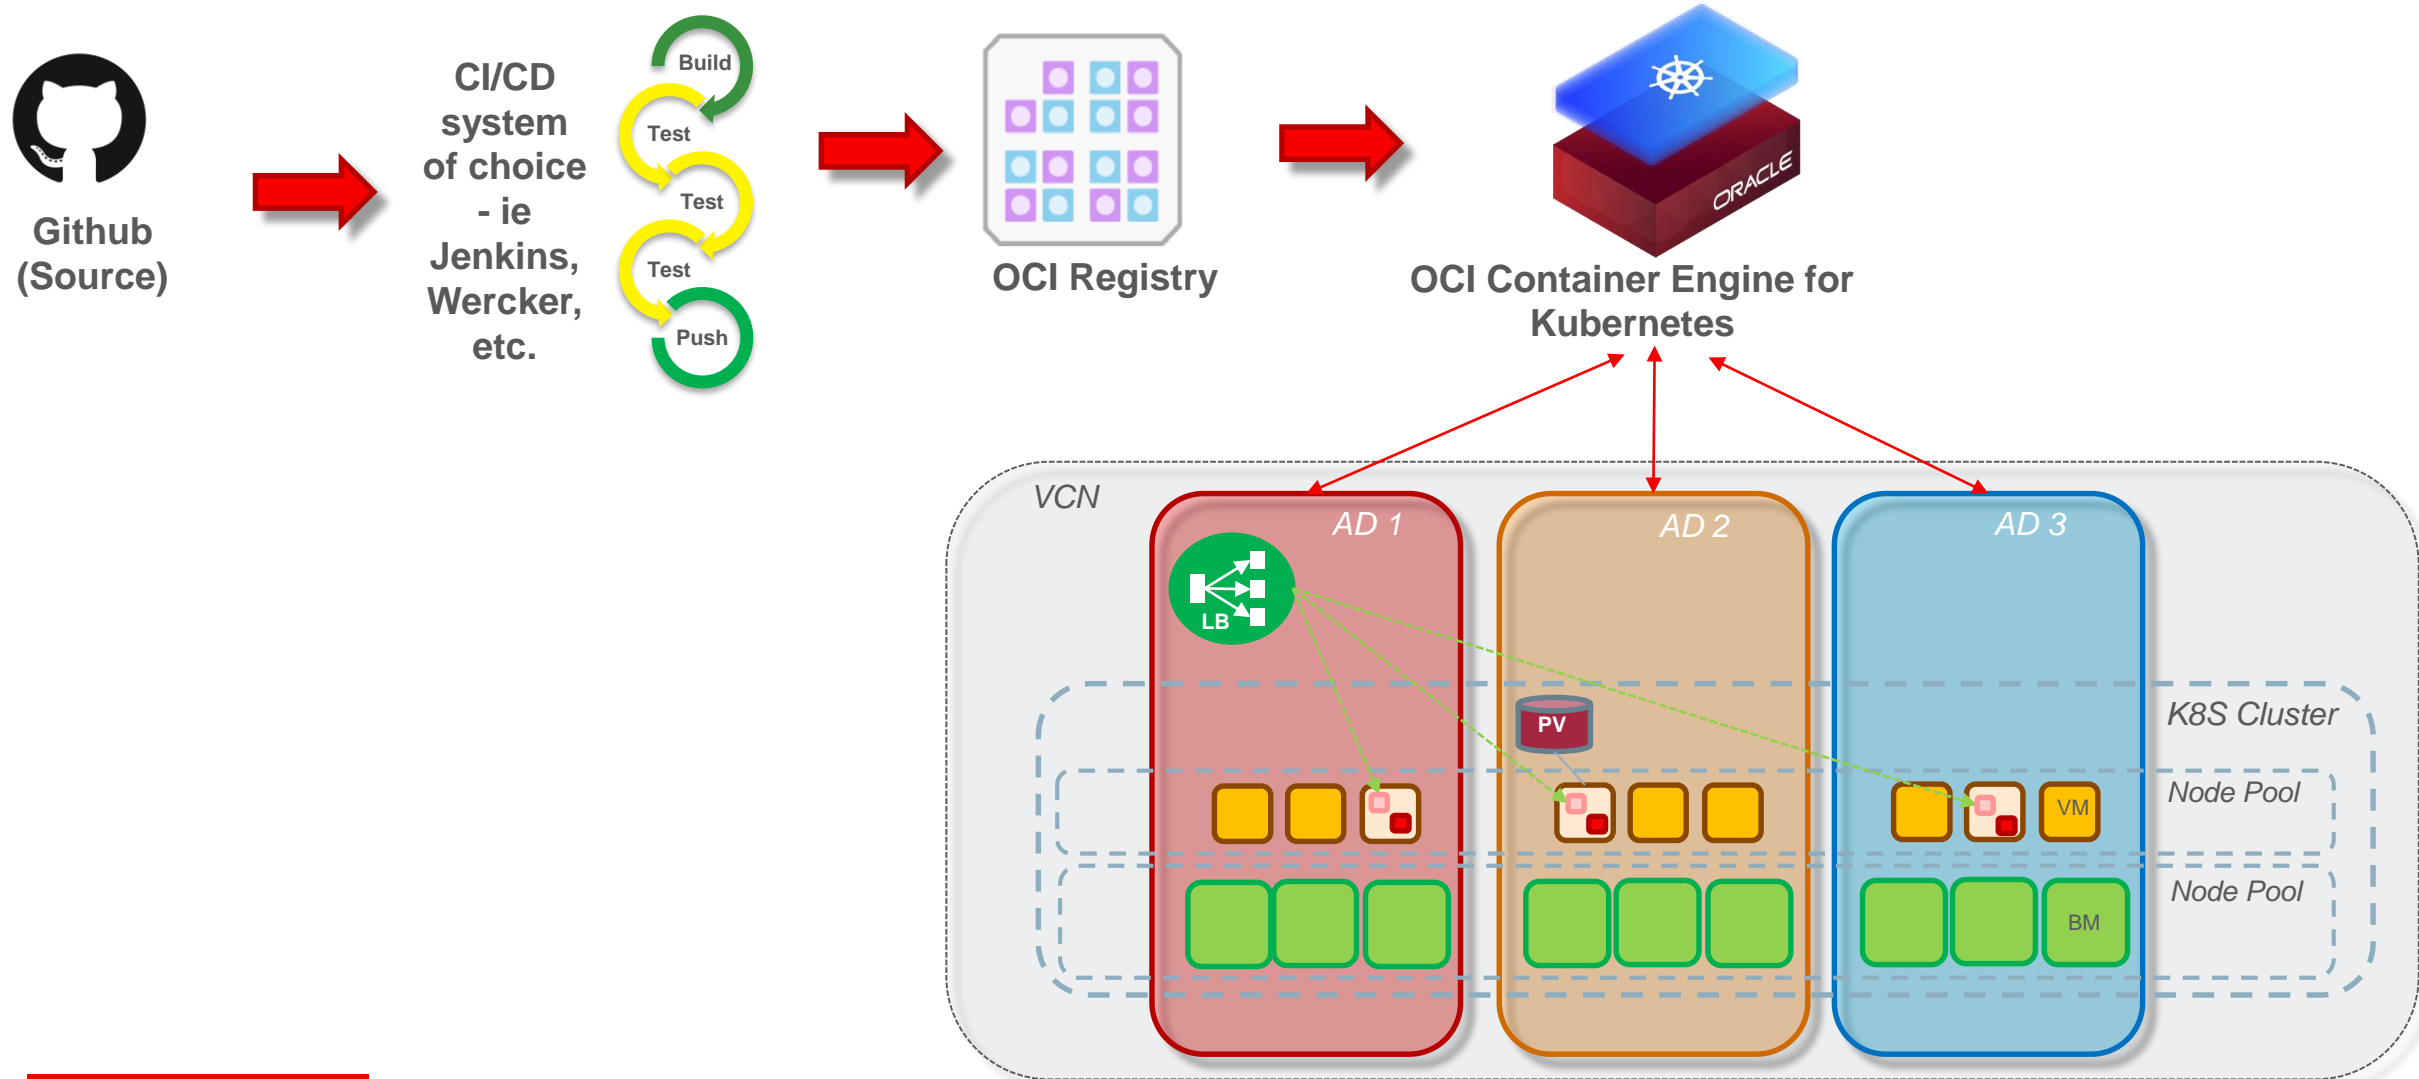 Github
(Source)
CI/CD
system
of choice
- ie
Jenkins,
Wercker,
etc.
Build
Test
Test
Test
Push
OCI Registry
ORACLE
OCI Container Engine for
Kubernetes
VCN
AD 1
AD 2
AD 3
LB
K8S Cluster
PV
Node Pool
VM
Node Pool
BM